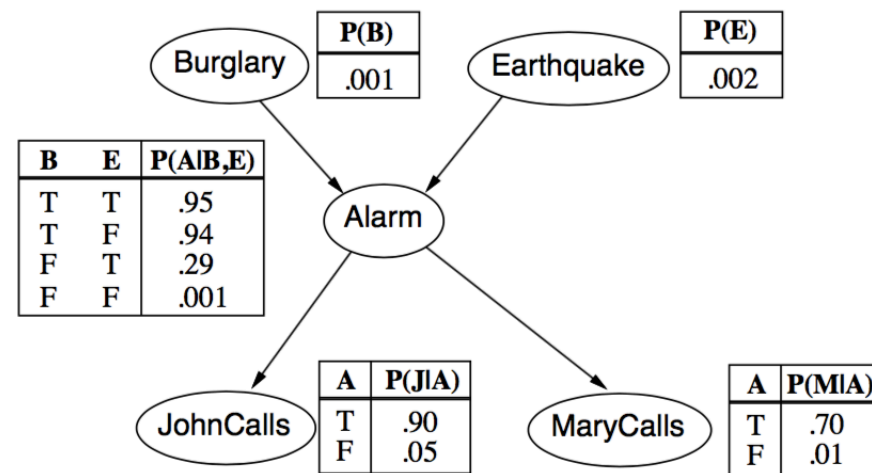 Burglary
P(B)
.001
Earthquake
P(E)
.002
B E P(A|B,E)
T T .95
T F .94
F T .29
F F .001
Alarm
JohnCalls
A P(J|A)
T .90
F .05
MaryCalls
A P(M|A)
T .70
F .01